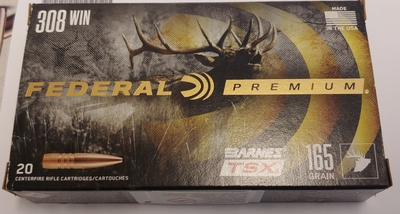 308 WIN
MADE
IN THE USA
FEDERAL PREMIUM
20
CENTERFIRE RIFLE CARTRIDGES/CARTOUCHES
BARNES
TSX
165
GRAIN